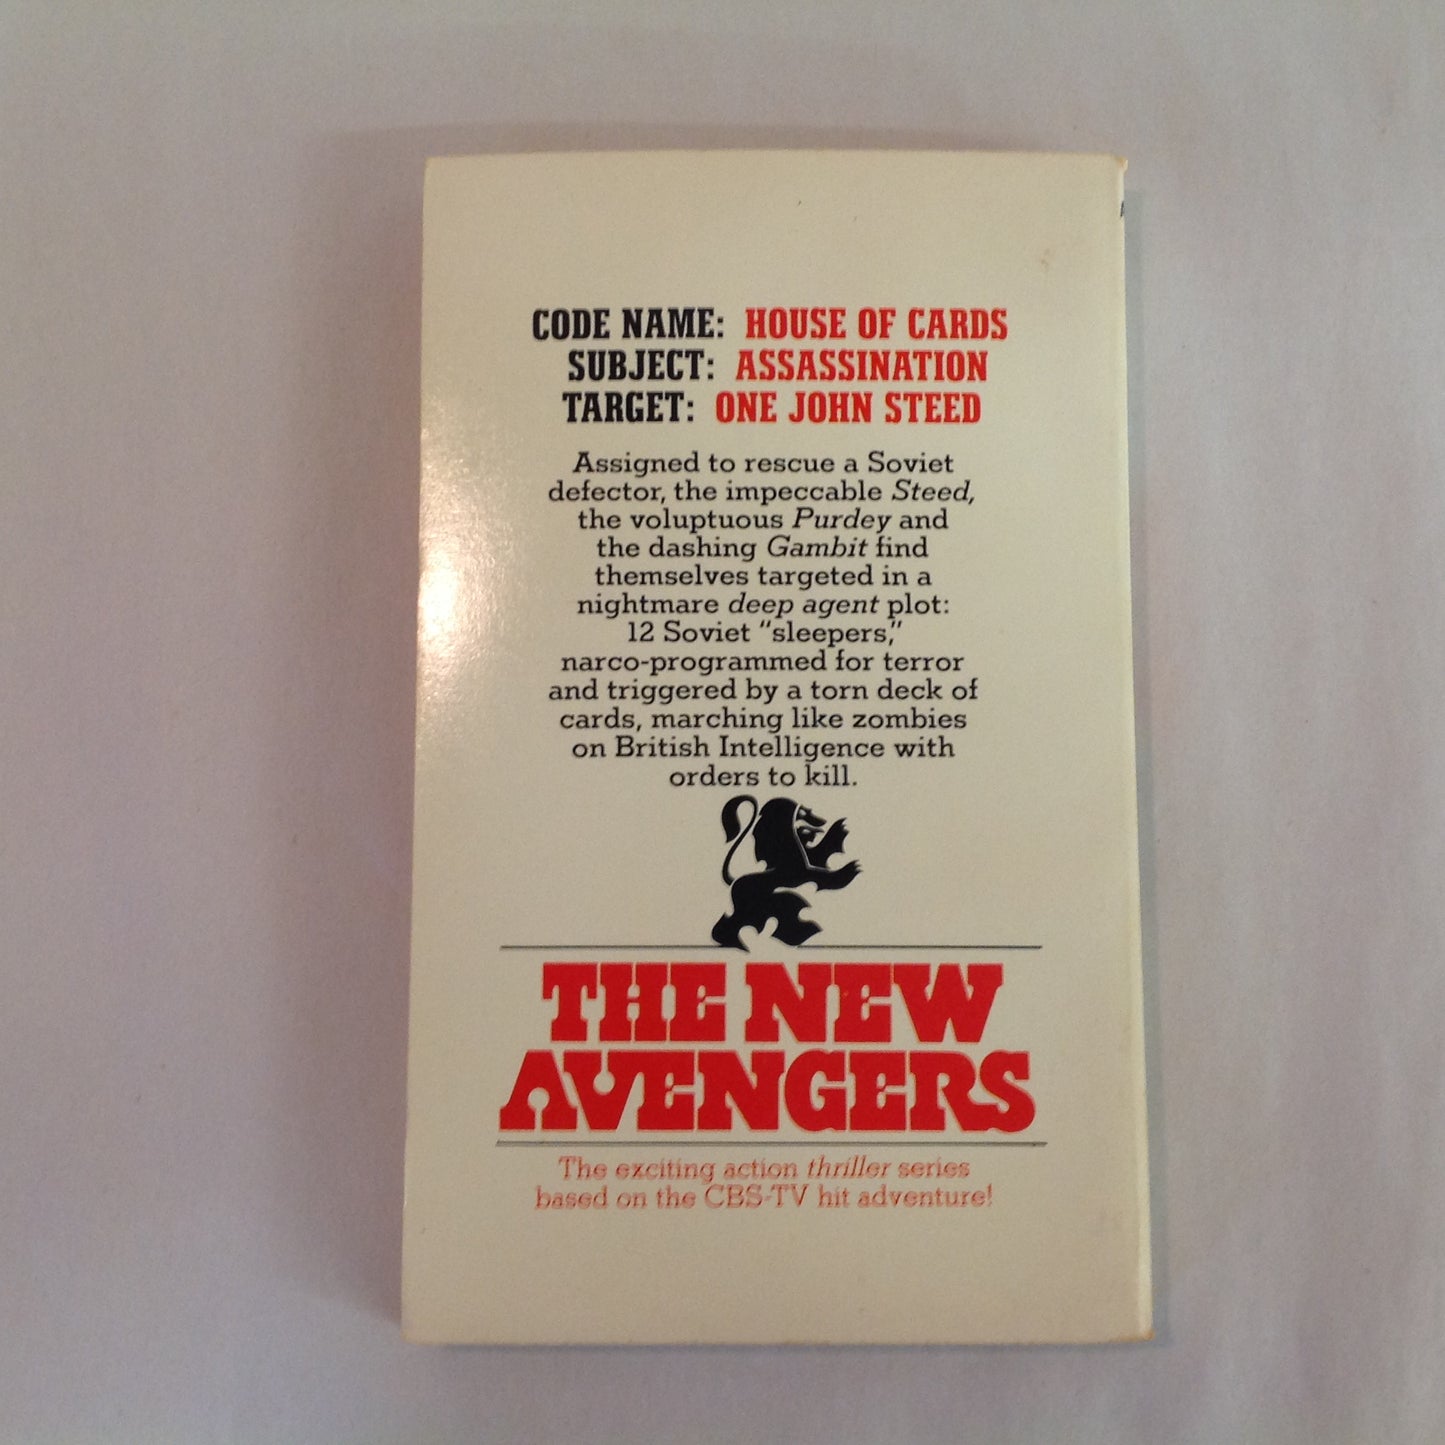 CODE NAME: HOUSE OF CARDS
SUBJECT: ASSASSINATION
TARGET: ONE JOHN STEED
Assigned to rescue a Soviet
defector, the impeccable Steed,
the voluptuous Purdey and
the dashing Gambit find
themselves targeted in a
nightmare deep agent plot:
12 Soviet "sleepers,"
narco-programmed for terror
and triggered by a torn deck of
cards, marching like zombies
on British Intelligence with
orders to kill.
THE NEW
AVENGERS
The exciting action thriller series
based on the CBS-TV hit adventure!